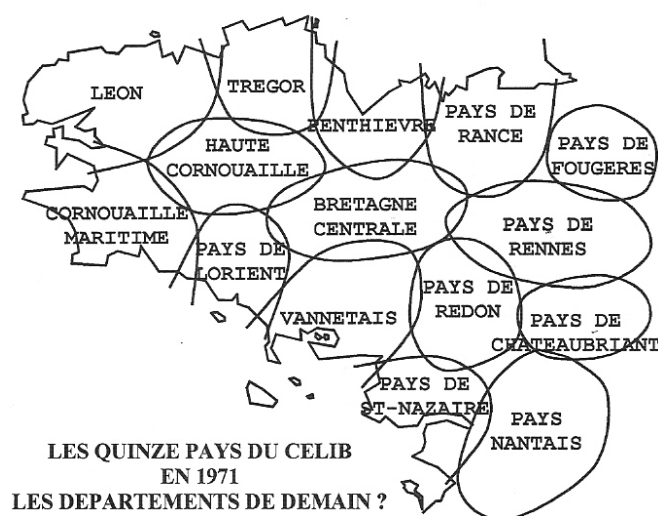 LEON
TREGOR
PENTHIEVRE
PAYS DE
RANCE
PAYS DE
FOUGERES
HAUTE
CORNOUAILLE
CORNOUAILLE
MARITIME
PAYS DE
LORIENT
BRETAGNE
CENTRALE
PAYS DE
RENNES
VANNETAIS
PAYS DE
REDON
PAYS DE
CHATEAUBRIANT
PAYS DE
ST-NAZAIRE
PAYS
NANTAIS
LES QUINZE PAYS DU CELIB
EN 1971
LES DEPARTEMENTS DE DEMAIN ?